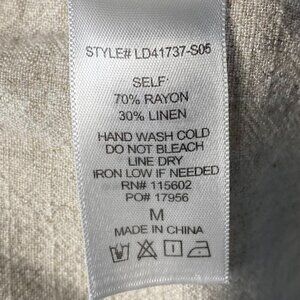 STYLE# LD41737-S05
SELF:
70% RAYON
30% LINEN
HAND WASH COLD
DO NOT BLEACH
LINE DRY
IRON LOW IF NEEDED
RN# 115602
PO# 17956
M
MADE IN CHINA